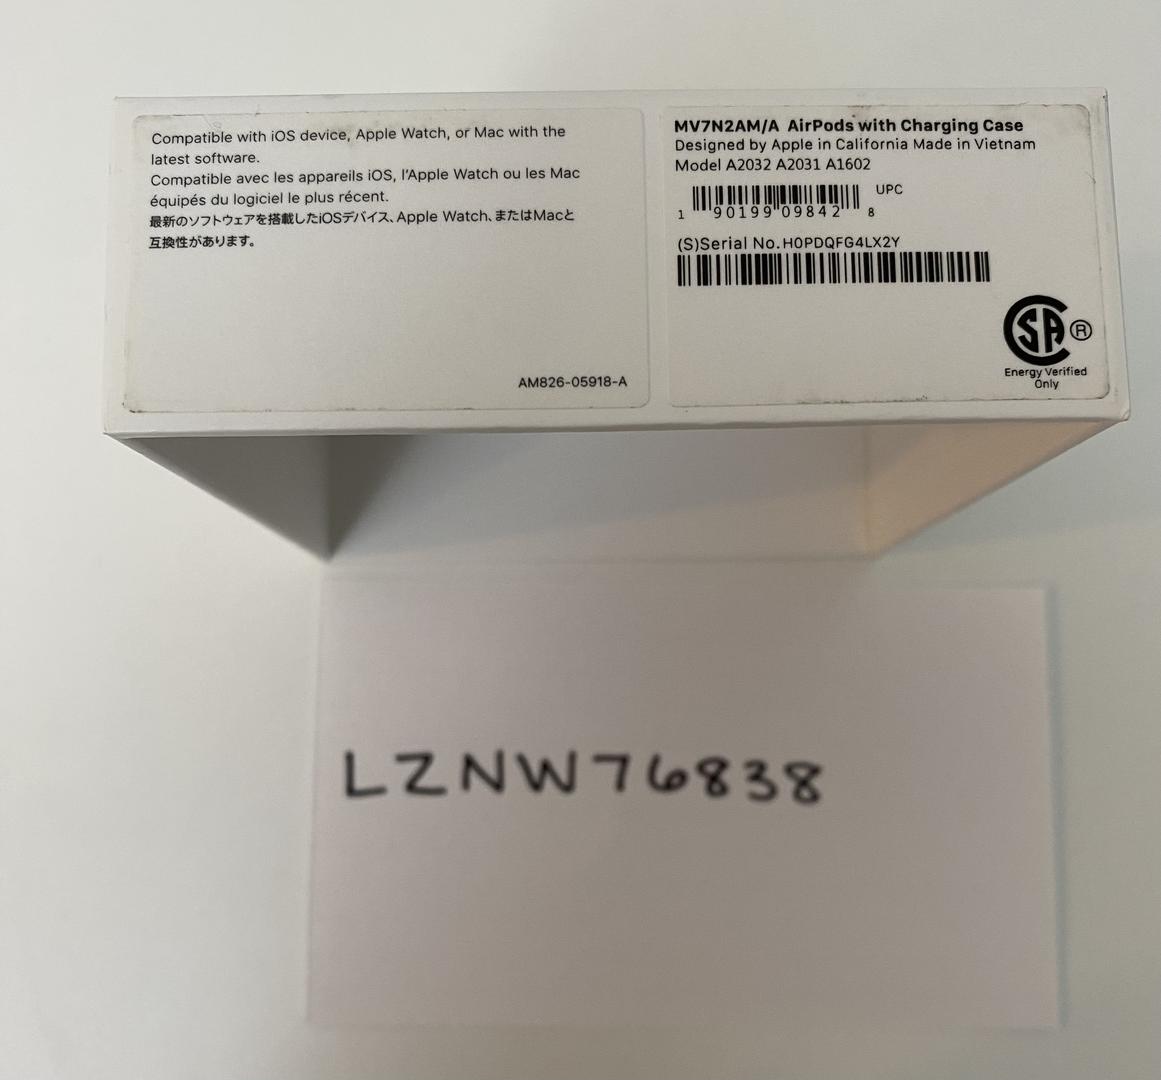 Compatible with iOS device, Apple Watch, or Mac with the
latest software.
Compatible avec les appareils iOS, l'Apple Watch ou les Mac
équipés du logiciel le plus récent.
最新のソフトウェアを搭載したiOSデバイス、Apple Watch、またはMacと
互換性があります。
AM826-05918-A
MV7N2AM/A AirPods with Charging Case
Designed by Apple in California Made in Vietnam
Model A2032 A2031 A1602
UPC
1 90199 09842 8
(S)Serial No. H0PDQFG4LX2Y
SA ®
Energy Verified
Only
LZNW76838